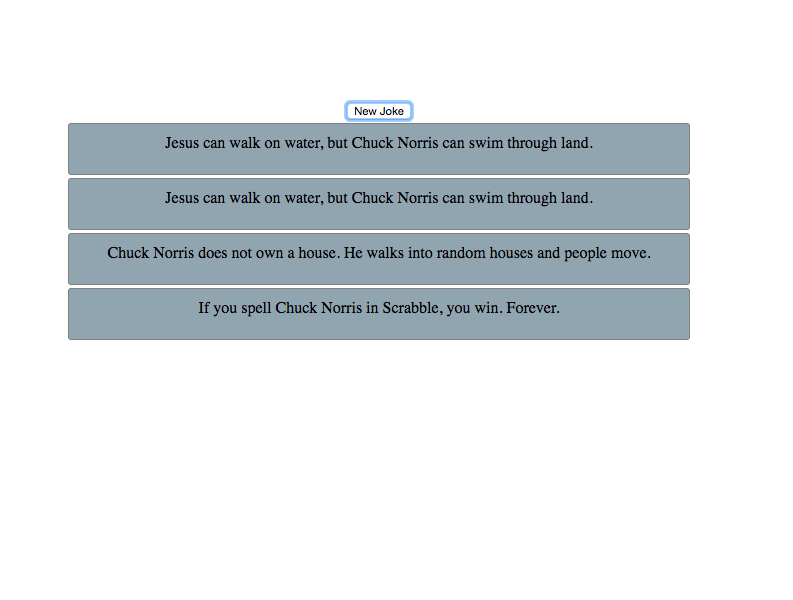 New Joke
Jesus can walk on water, but Chuck Norris can swim through land.
Jesus can walk on water, but Chuck Norris can swim through land.
Chuck Norris does not own a house. He walks into random houses and people move.
If you spell Chuck Norris in Scrabble, you win. Forever.